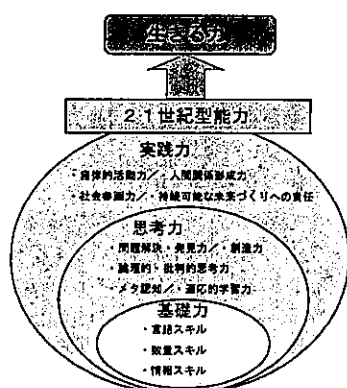 生きる力
21世紀型能力
実践力
・自律的活動力／・人間関係形成力
・社会参画力／・持続可能な未来づくりへの責任
思考力
・問題解決・発見力／・創造力
・論理的・批判的思考力
・メタ認知／・適応的学習力
基礎力
・言語スキル
・数量スキル
・情報スキル